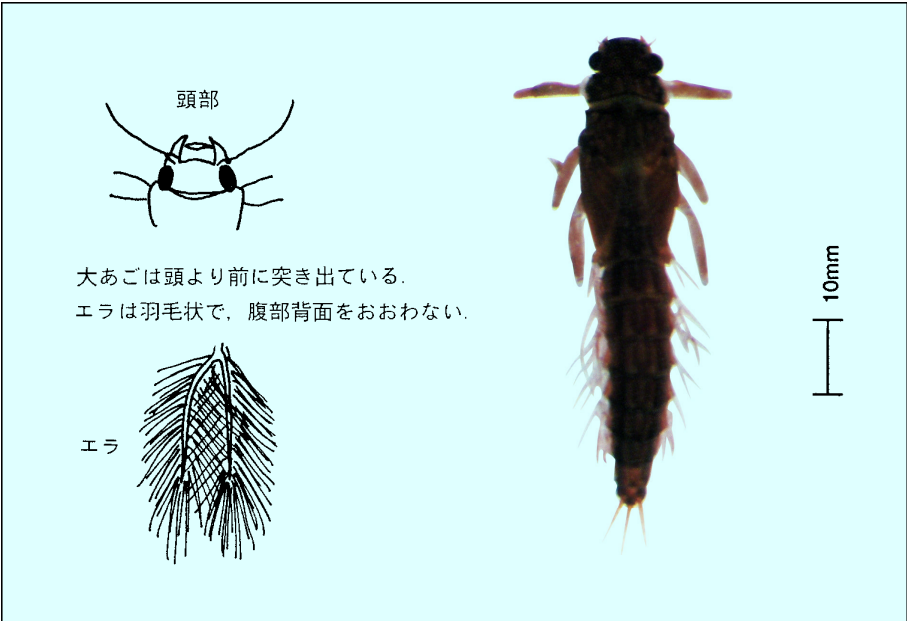 頭部
大あごは頭より前に突き出ている.
エラは羽毛状で, 腹部背面をおおわない.
エラ
10mm